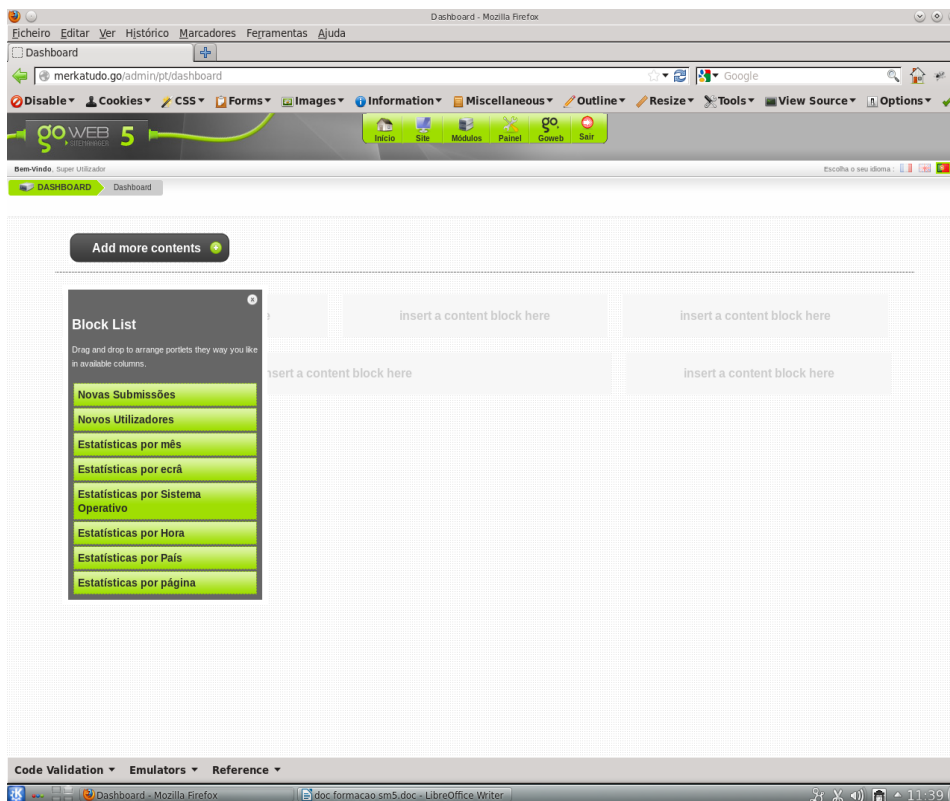 Dashboard - Mozilla Firefox
Ficheiro Editar Ver Histórico Marcadores Ferramentas Ajuda
Dashboard
merkatudo.go/admin/pt/dashboard
Google
Disable Cookies CSS Forms Images Information Miscellaneous Outline Resize Tools View Source Options
go WEB 5
SITEMANAGER
Início Site Módulos Painel Goweb Sair
Bem-Vindo, Super Utilizador
Escolha o seu idioma :
DASHBOARD Dashboard
Add more contents
x
insert a content block here
insert a content block here
Block List
Drag and drop to arrange portlets they way you like
in available columns.
content block here
insert a content block here
Novas Submissões
Novos Utilizadores
Estatísticas por mês
Estatísticas por ecrâ
Estatísticas por Sistema
Operativo
Estatísticas por Hora
Estatísticas por País
Estatísticas por página
Code Validation Emulators Reference
Dashboard - Mozilla Firefox
doc formacao sm5.doc - LibreOffice Writer
11:39